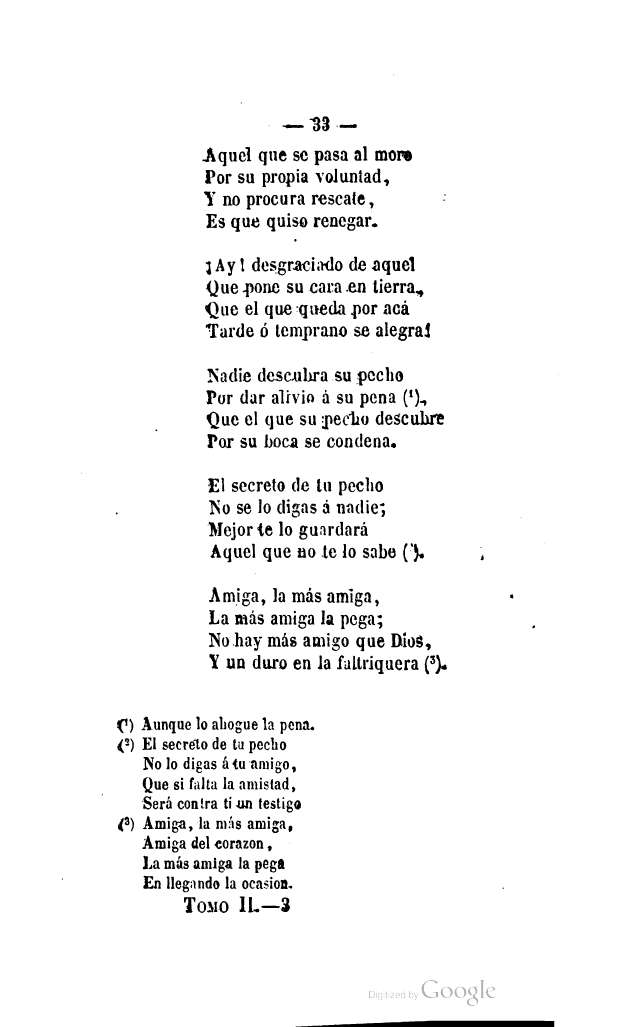 — 33 —
Aquel que se pasa al moro
Por su propia voluntad,
Y no procura rescate,
Es que quiso renegar.
¡Ay! desgraciado de aquel
Que pone su cara en tierra,
Que el que queda por acá
Tarde ó temprano se alegra!
Nadie descubra su pecho
Por dar alivio á su pena (¹),
Que el que su pecho descubre
Por su boca se condena.
El secreto de tu pecho
No se lo digas á nadie;
Mejor te lo guardará
Aquel que no te lo sabe (²).
Amiga, la más amiga,
La más amiga la pega;
No hay más amigo que Dios,
Y un duro en la faltriquera (³).
(¹) Aunque lo ahogue la pena.
(²) El secreto de tu pecho
No lo digas á tu amigo,
Que si falta la amistad,
Será contra ti un testigo
(³) Amiga, la más amiga,
Amiga del corazon,
La más amiga la pega
En llegando la ocasion.
Tomo II.—3
Digitized by Google